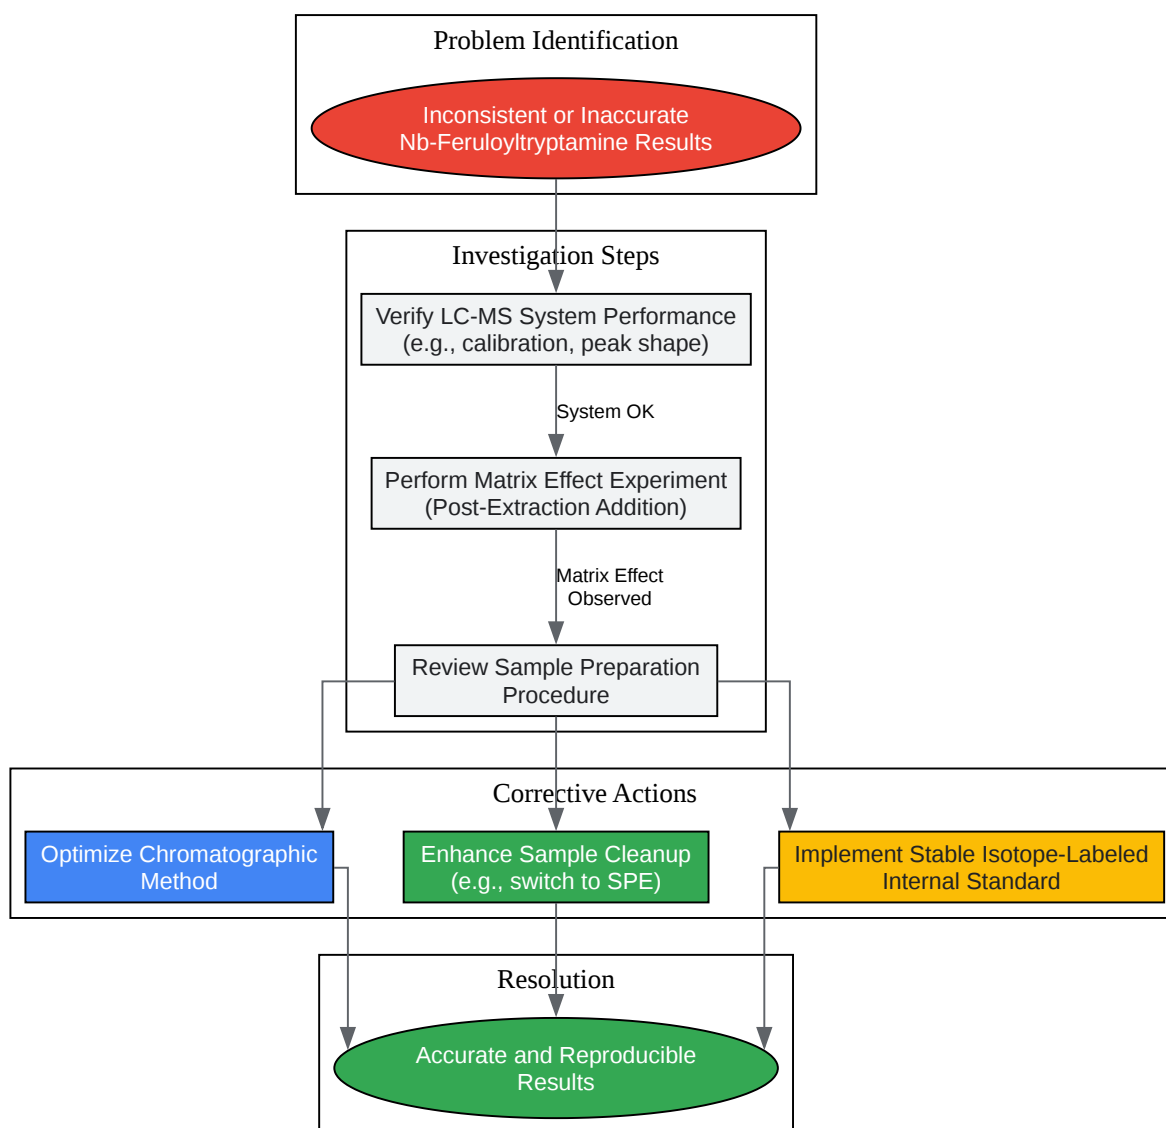 Problem Identification
Inconsistent or Inaccurate
Nb-Feruloyltryptamine Results
Investigation Steps
Verify LC-MS System Performance
(e.g., calibration, peak shape)
System OK
Perform Matrix Effect Experiment
(Post-Extraction Addition)
Matrix Effect
Observed
Review Sample Preparation
Procedure
Corrective Actions
Optimize Chromatographic
Method
Enhance Sample Cleanup
(e.g., switch to SPE)
Implement Stable Isotope-Labeled
Internal Standard
Resolution
Accurate and Reproducible
Results